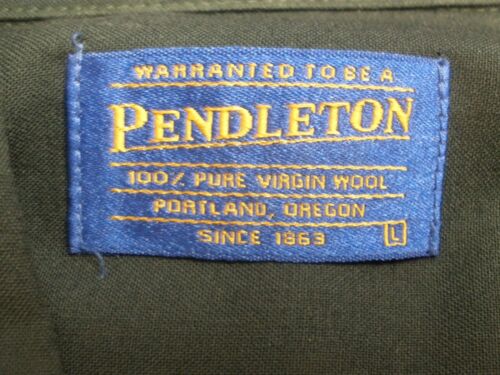 WARRANTED TO BE A
PENDLETON
100% PURE VIRGIN WOOL
PORTLAND, OREGON
SINCE 1863
L